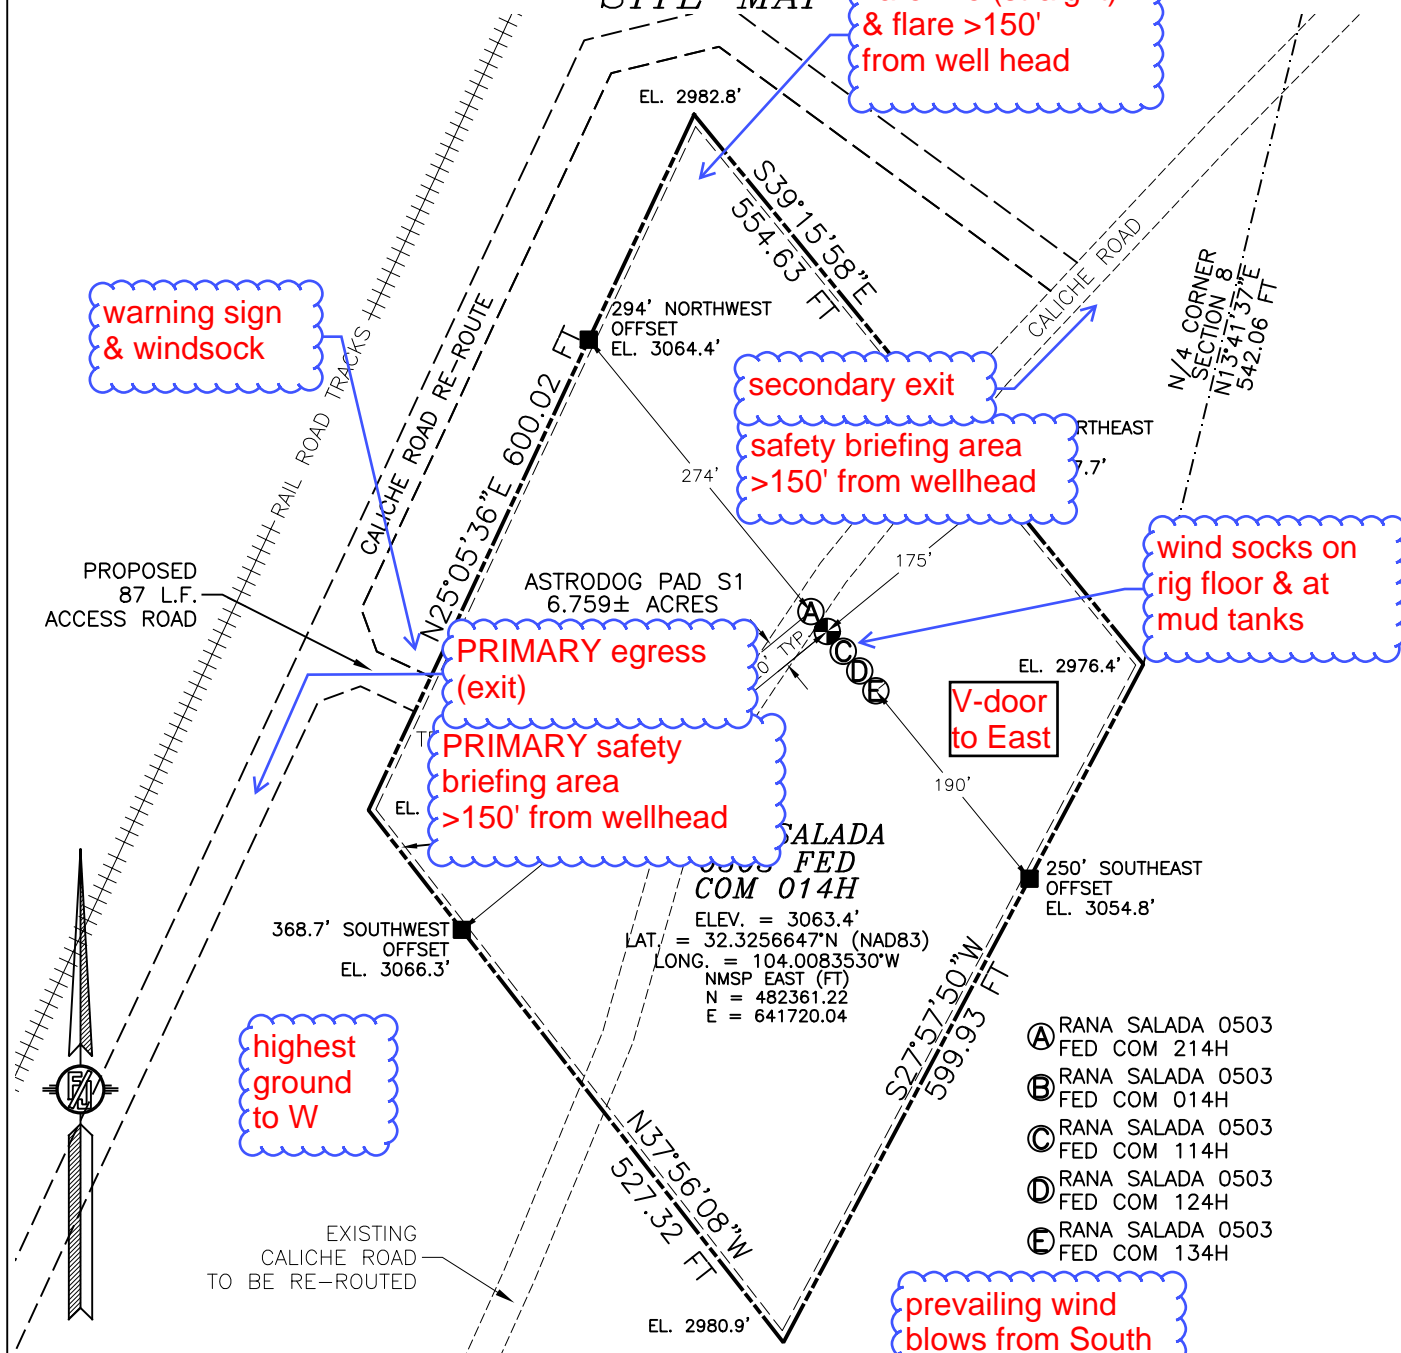 SITE MAP
& flare >150'
from well head
EL. 2982.8'
S39°15'58"E
554.63 FT
CALICHE ROAD
N/4 CORNER
SECTION 8
N13°41'37"E
542.06 FT
warning sign
& windsock
RAIL ROAD TRACKS
CALICHE ROAD RE-ROUTE
N25°05'36"E 600.02 FT
294' NORTHWEST
OFFSET
EL. 3064.4'
secondary exit
safety briefing area
>150' from wellhead
RTHEAST
7.7'
274'
175'
wind socks on
rig floor & at
mud tanks
PROPOSED
87 L.F.
ACCESS ROAD
ASTRODOG PAD S1
6.759± ACRES
PRIMARY egress
(exit)
0' TYP
A
C
D
E
EL. 2976.4'
V-door
to East
PRIMARY safety
briefing area
>150' from wellhead
EL.
190'
SALADA
FED
COM 014H
ELEV. = 3063.4'
LAT. = 32.3256647°N (NAD83)
LONG. = 104.0083530°W
NMSP EAST (FT)
N = 482361.22
E = 641720.04
250' SOUTHEAST
OFFSET
EL. 3054.8'
368.7' SOUTHWEST
OFFSET
EL. 3066.3'
S27°57'50"W
599.93 FT
highest
ground
to W
N37°56'08"W
527.32 FT
A RANA SALADA 0503
FED COM 214H
B RANA SALADA 0503
FED COM 014H
C RANA SALADA 0503
FED COM 114H
D RANA SALADA 0503
FED COM 124H
E RANA SALADA 0503
FED COM 134H
EXISTING
CALICHE ROAD
TO BE RE-ROUTED
EL. 2980.9'
prevailing wind
blows from South